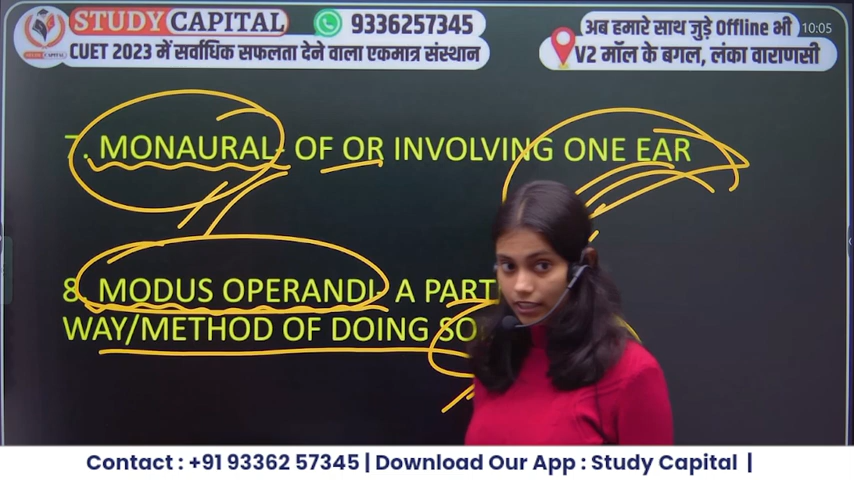 STUDY CAPITAL
9336257345
CUET 2023 में सर्वाधिक सफलता देने वाला एकमात्र संस्थान
अब हमारे साथ जुड़े Offline भी
10:05
V2 मॉल के बगल, लंका वाराणसी
7. MONAURAL- OF OR INVOLVING ONE EAR
8. MODUS OPERANDI- A PART
WAY/METHOD OF DOING SO
Contact : +91 93362 57345 | Download Our App : Study Capital |